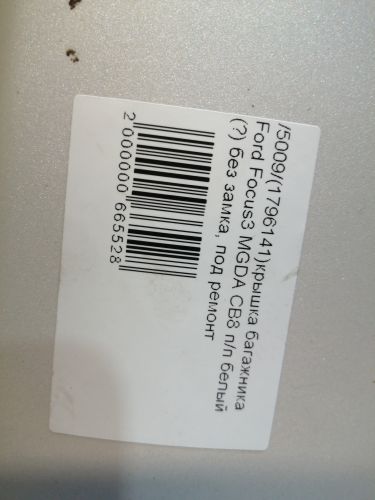 /5009/(1796141)крышка багажника
Ford Focus3 MGDA CB8 п/п белый
(?) без замка, под ремонт
2 000000 665528